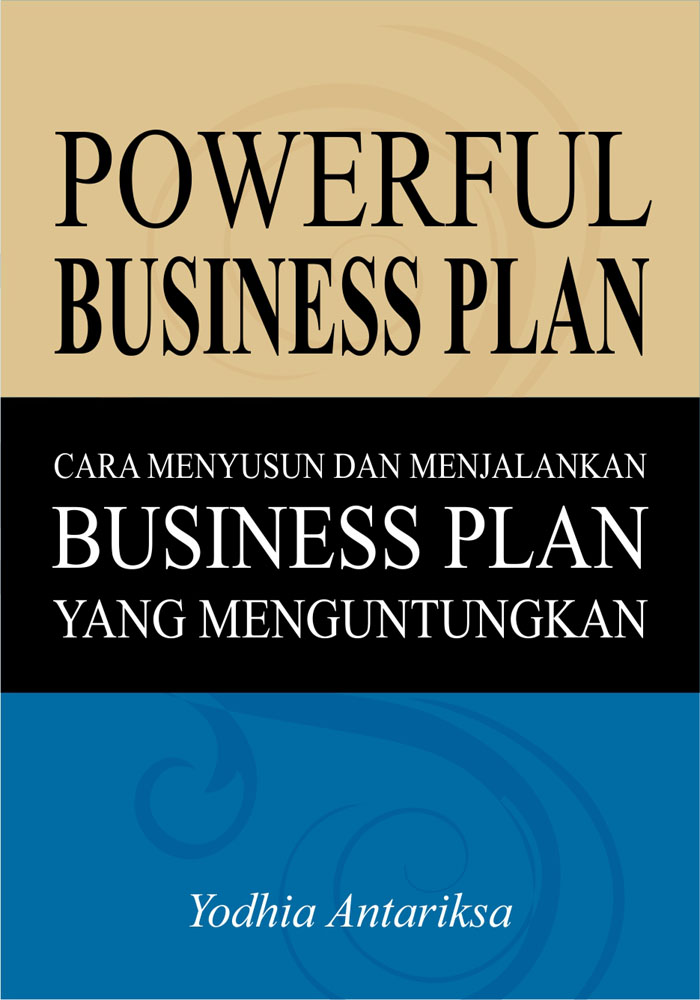 POWERFUL
BUSINESS PLAN
CARA MENYUSUN DAN MENJALANKAN
BUSINESS PLAN
YANG MENGUNTUNGKAN
Yodhia Antariksa